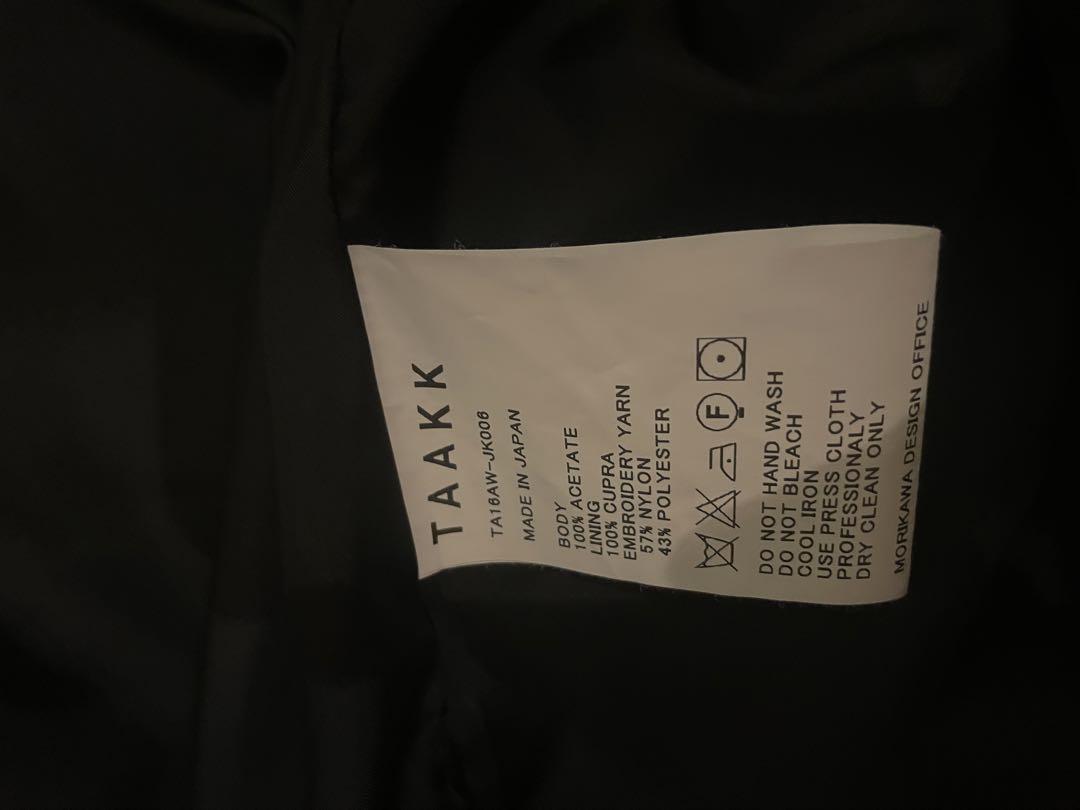 TAAKK
TA16AW-JK006
MADE IN JAPAN
BODY
100% ACETATE
LINING
100% CUPRA
EMBROIDERY YARN
57% NYLON
43% POLYESTER
F
DO NOT HAND WASH
DO NOT BLEACH
COOL IRON
USE PRESS CLOTH
PROFESSIONALY
DRY CLEAN ONLY
MORIKAWA DESIGN OFFICE